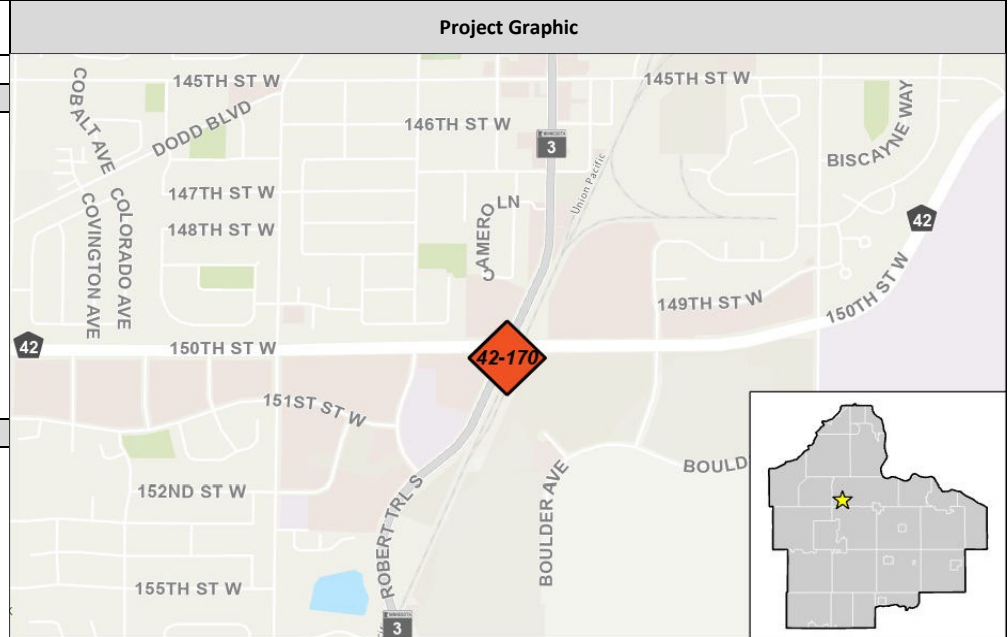 Project Graphic
COBALT AVE
145TH ST W
145TH ST W
DODD BLVD
146TH ST W
MINNESOTA
3
BISCAYNE WAY
Union Pacific
147TH ST W
CAMERO LN
COLORADO AVE
COVINGTON AVE
148TH ST W
42
149TH ST W
150TH ST W
42
150TH ST W
42-170
151ST ST W
152ND ST W
BOULD
ROBERT TRL S
BOULDER AVE
155TH ST W
MINNESOTA
3